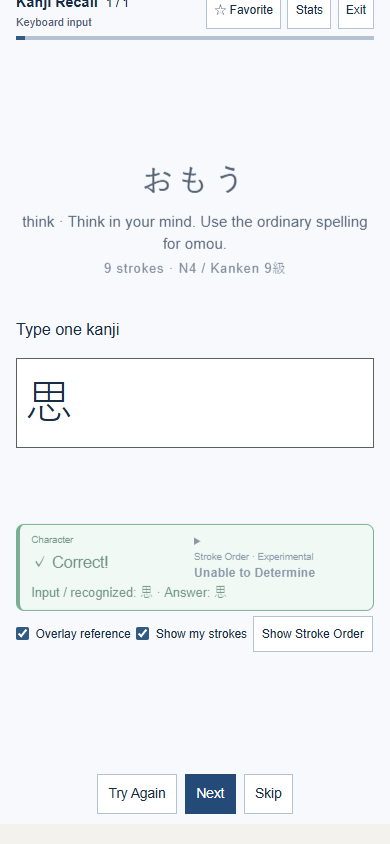 Kanji Recall 1 / 1
Keyboard input
☆ Favorite
Stats
Exit
おもう
think · Think in your mind. Use the ordinary spelling
for omou.
9 strokes · N4 / Kanken 9級
Type one kanji
思
Character
✓ Correct!
Input / recognized: 思 · Answer: 思
▶
Stroke Order · Experimental
Unable to Determine
Overlay reference
Show my strokes
Show Stroke Order
Try Again
Next
Skip